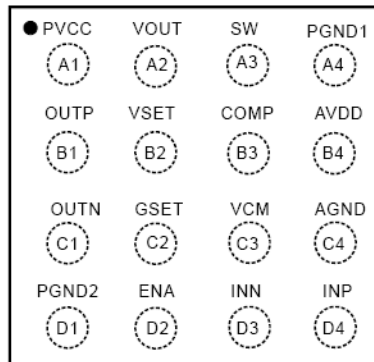 PVCC VOUT SW PGND1
A1 A2 A3 A4
OUTP VSET COMP AVDD
B1 B2 B3 B4
OUTN GSET VCM AGND
C1 C2 C3 C4
PGND2 ENA INN INP
D1 D2 D3 D4